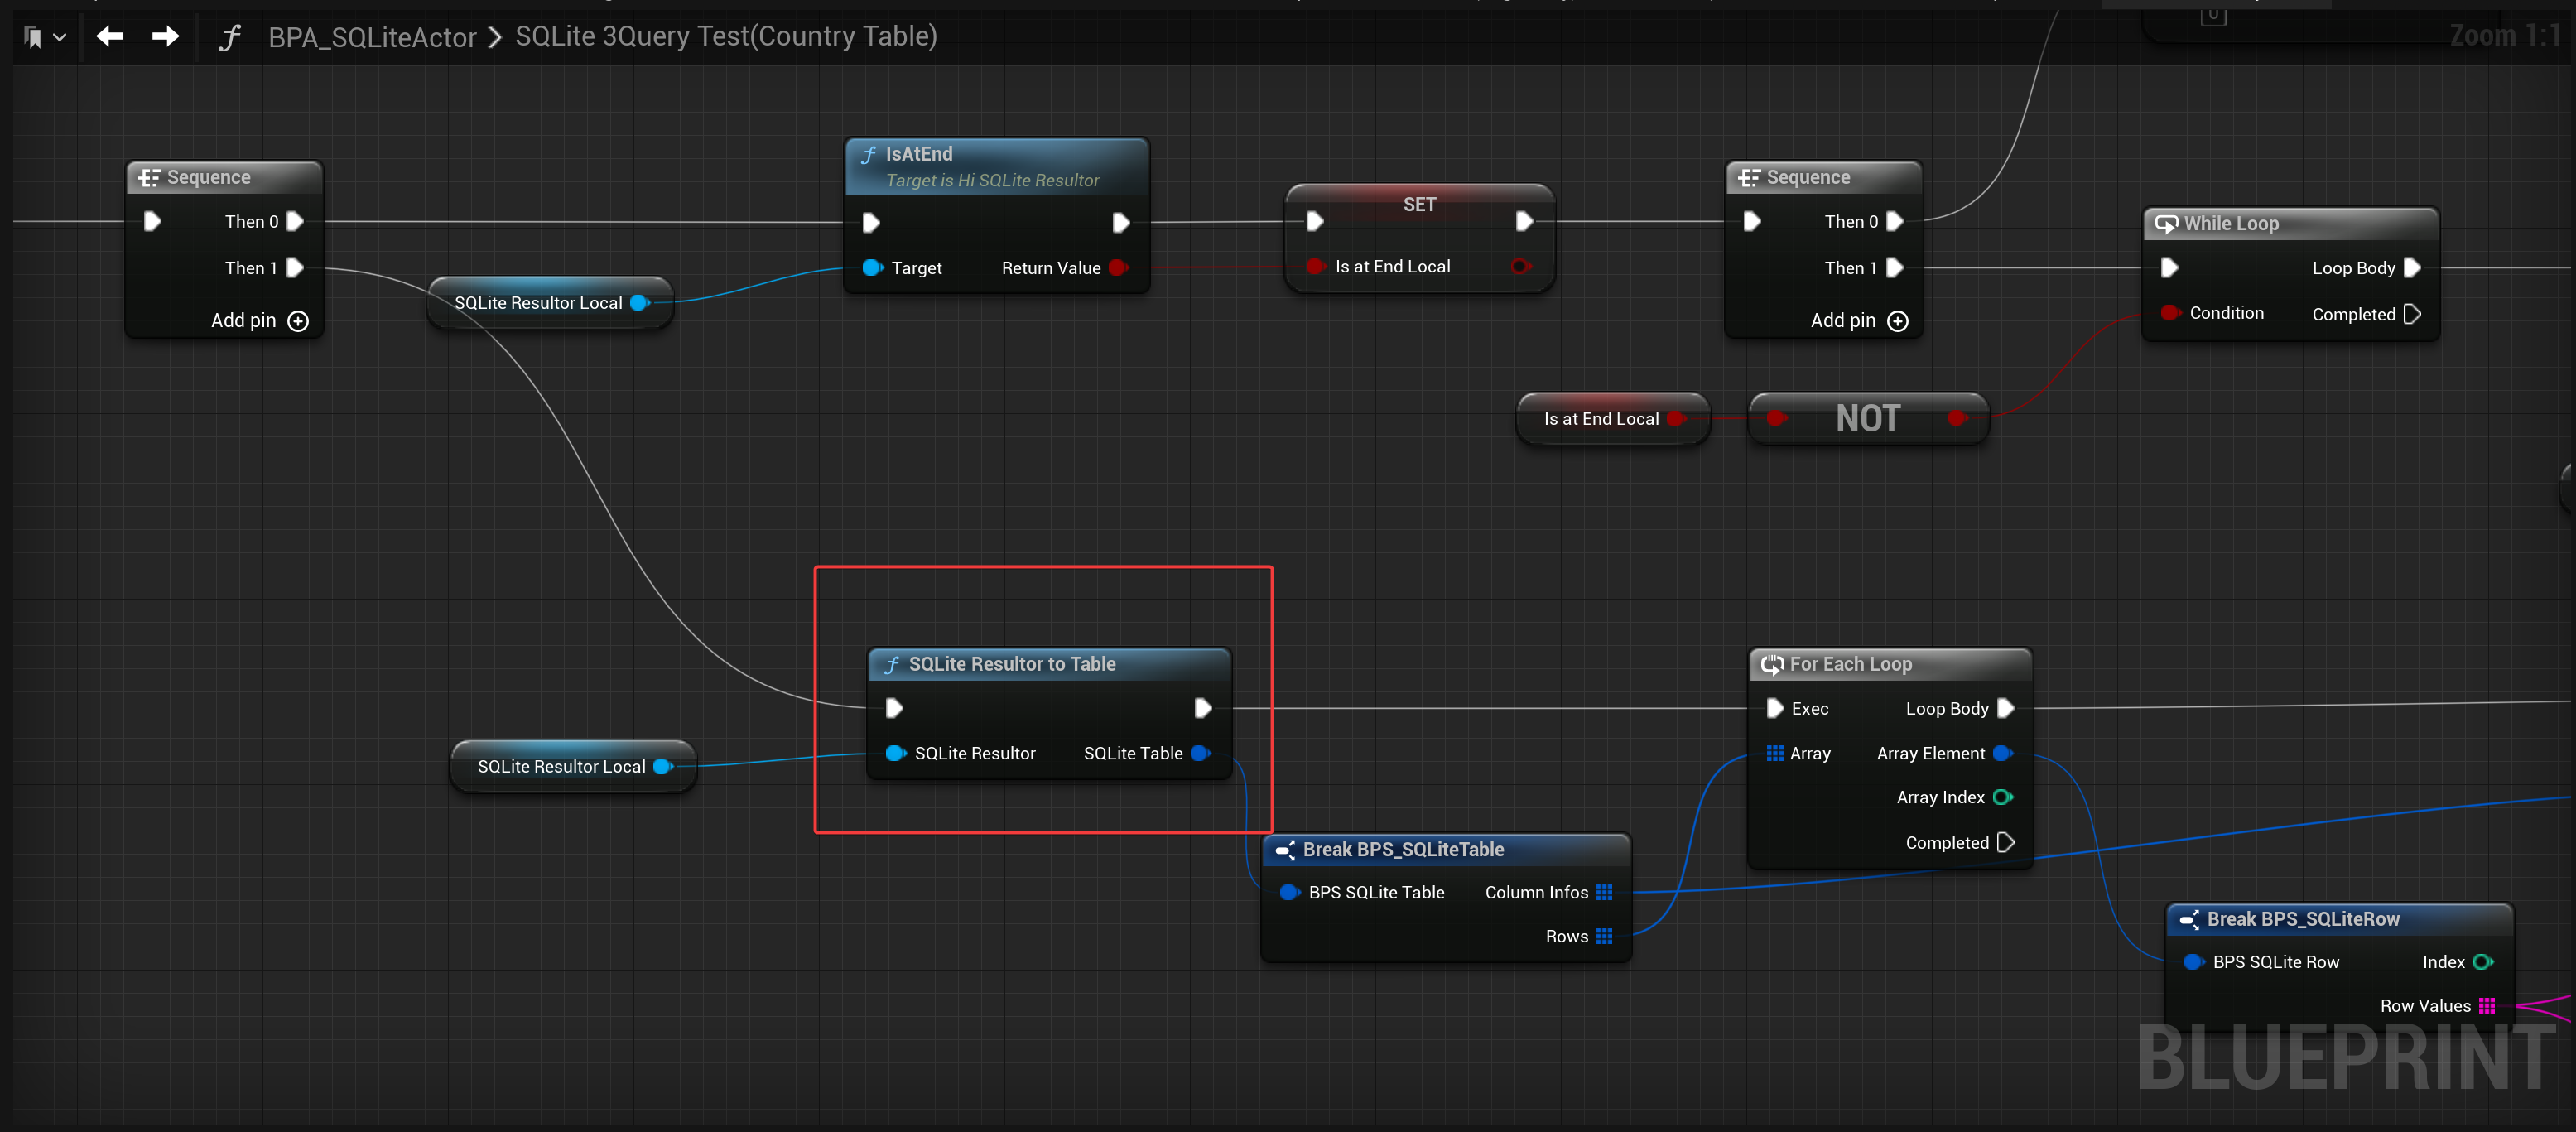 BPA_SQLiteActor > SQLite 3Query Test(Country Table)
Zoom 1:1
Sequence
Then 0
Then 1
Add pin
SQLite Resultor Local
IsAtEnd
Target is Hi SQLite Resultor
Target
Return Value
SET
Is at End Local
Sequence
Then 0
Then 1
Add pin
While Loop
Loop Body
Condition
Completed
Is at End Local
NOT
SQLite Resultor Local
SQLite Resultor to Table
SQLite Resultor
SQLite Table
Break BPS_SQLiteTable
BPS SQLite Table
Column Infos
Rows
For Each Loop
Exec
Loop Body
Array
Array Element
Array Index
Completed
Break BPS_SQLiteRow
BPS SQLite Row
Index
Row Values
BLUEPRINT